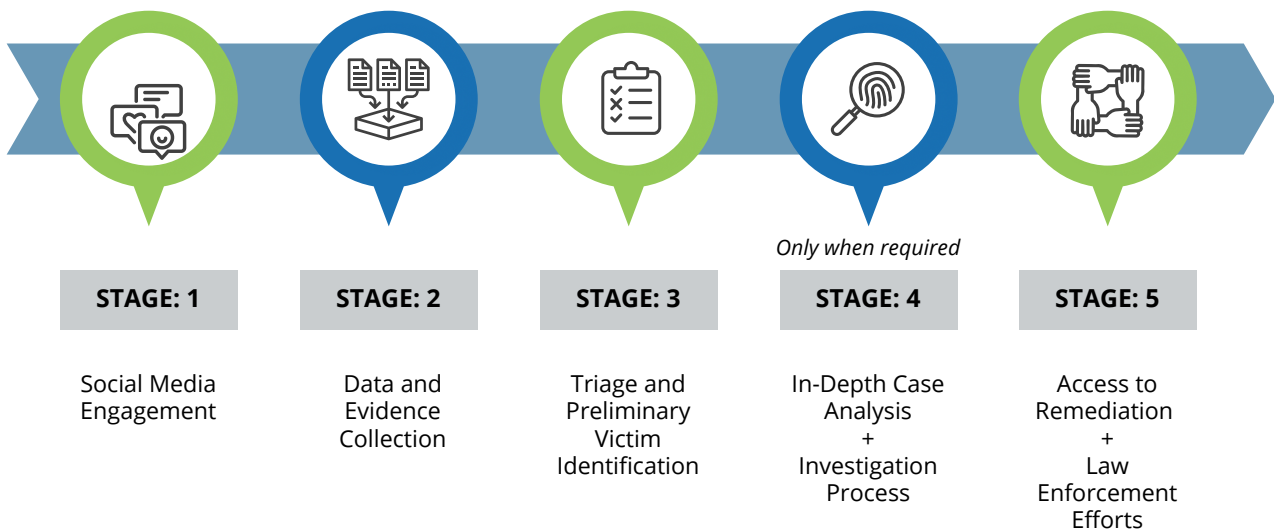 Only when required
STAGE: 1
STAGE: 2
STAGE: 3
STAGE: 4
STAGE: 5
Social Media
Engagement
Data and
Evidence
Collection
Triage and
Preliminary
Victim
Identification
In-Depth Case
Analysis
+
Investigation
Process
Access to
Remediation
+
Law
Enforcement
Efforts